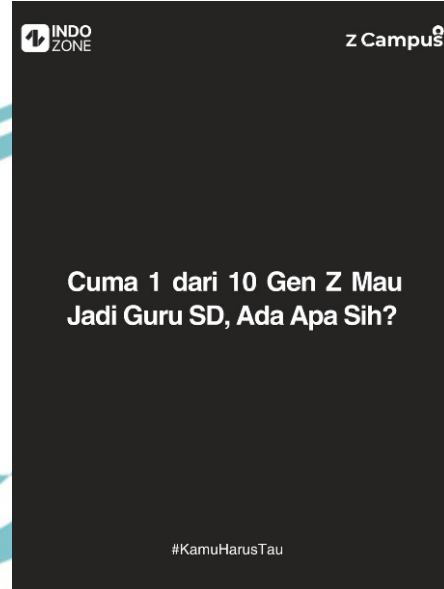 INDO
ZONE
Z Campus
Cuma 1 dari 10 Gen Z Mau
Jadi Guru SD, Ada Apa Sih?
#KamuHarusTau